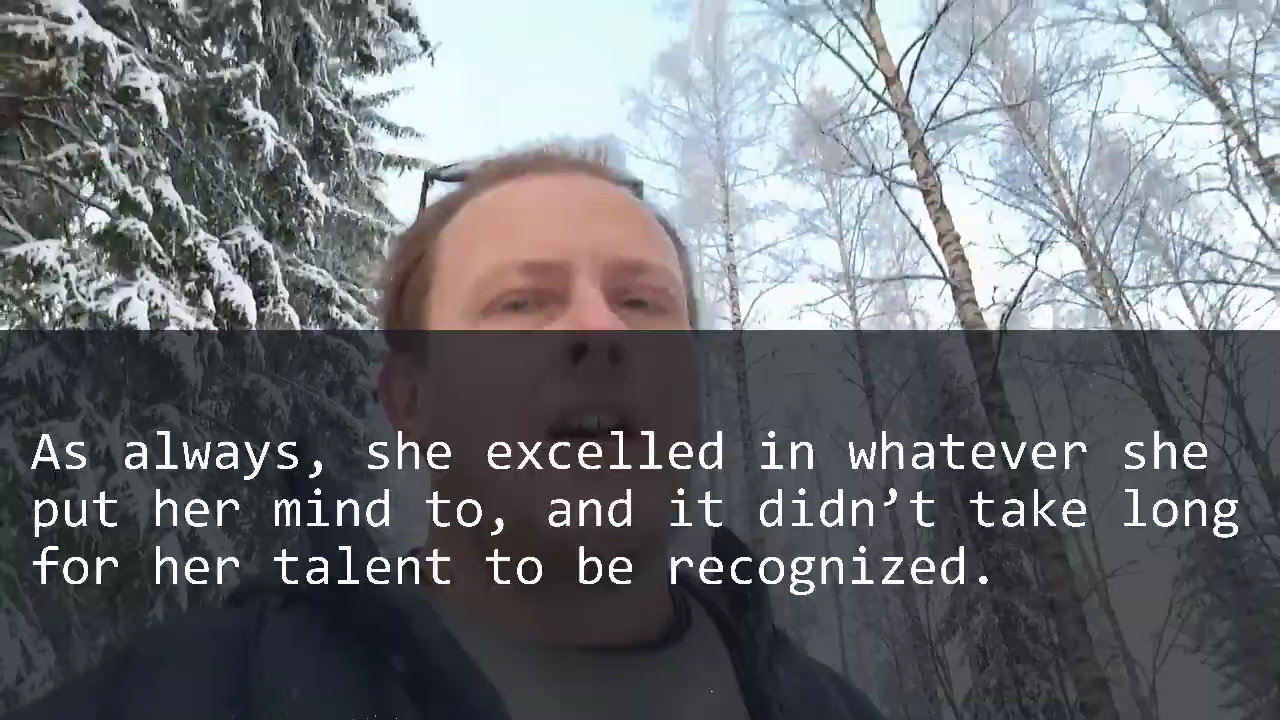 As always, she excelled in whatever she
put her mind to, and it didn’t take long
for her talent to be recognized.